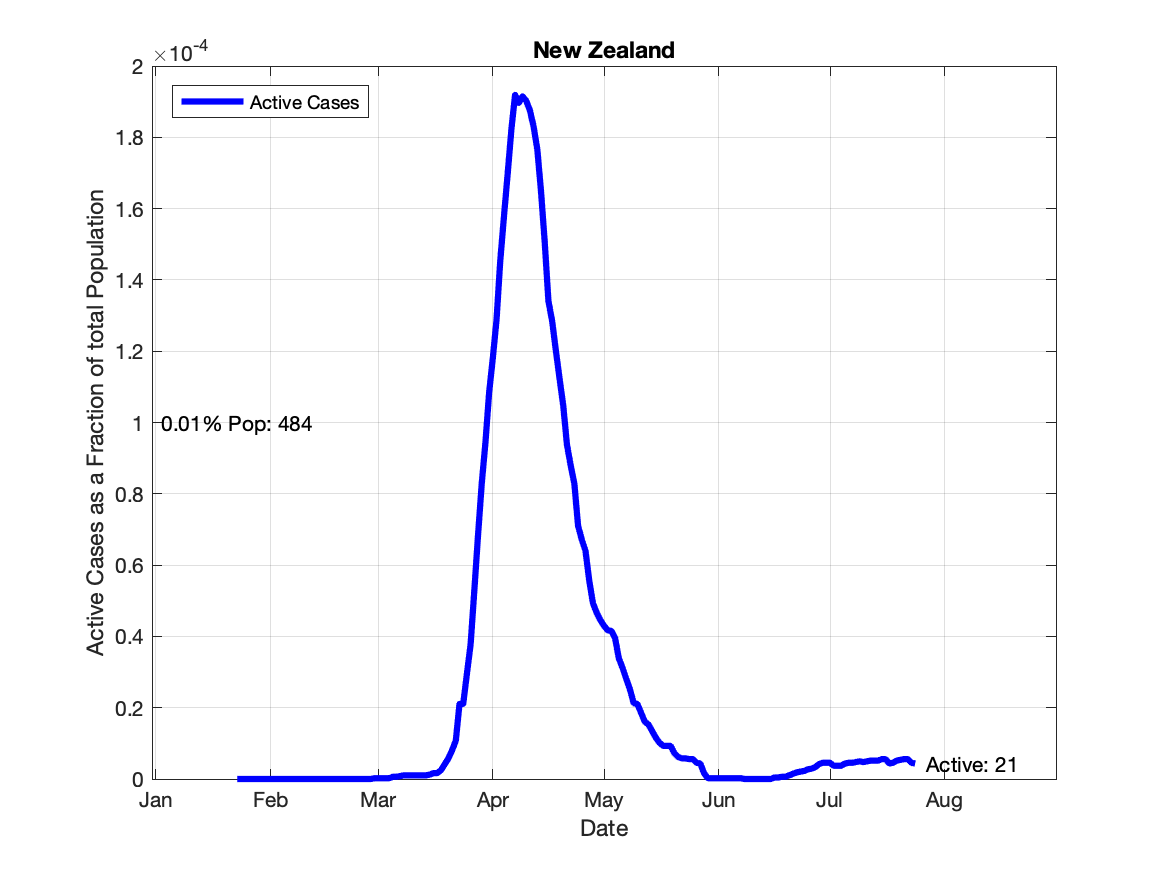 New Zealand
×10^-4
Active Cases
2
1.8
1.6
1.4
1.2
1
0.8
0.6
0.4
0.2
0
Active Cases as a Fraction of total Population
0.01% Pop: 484
Active: 21
Jan Feb Mar Apr May Jun Jul Aug
Date